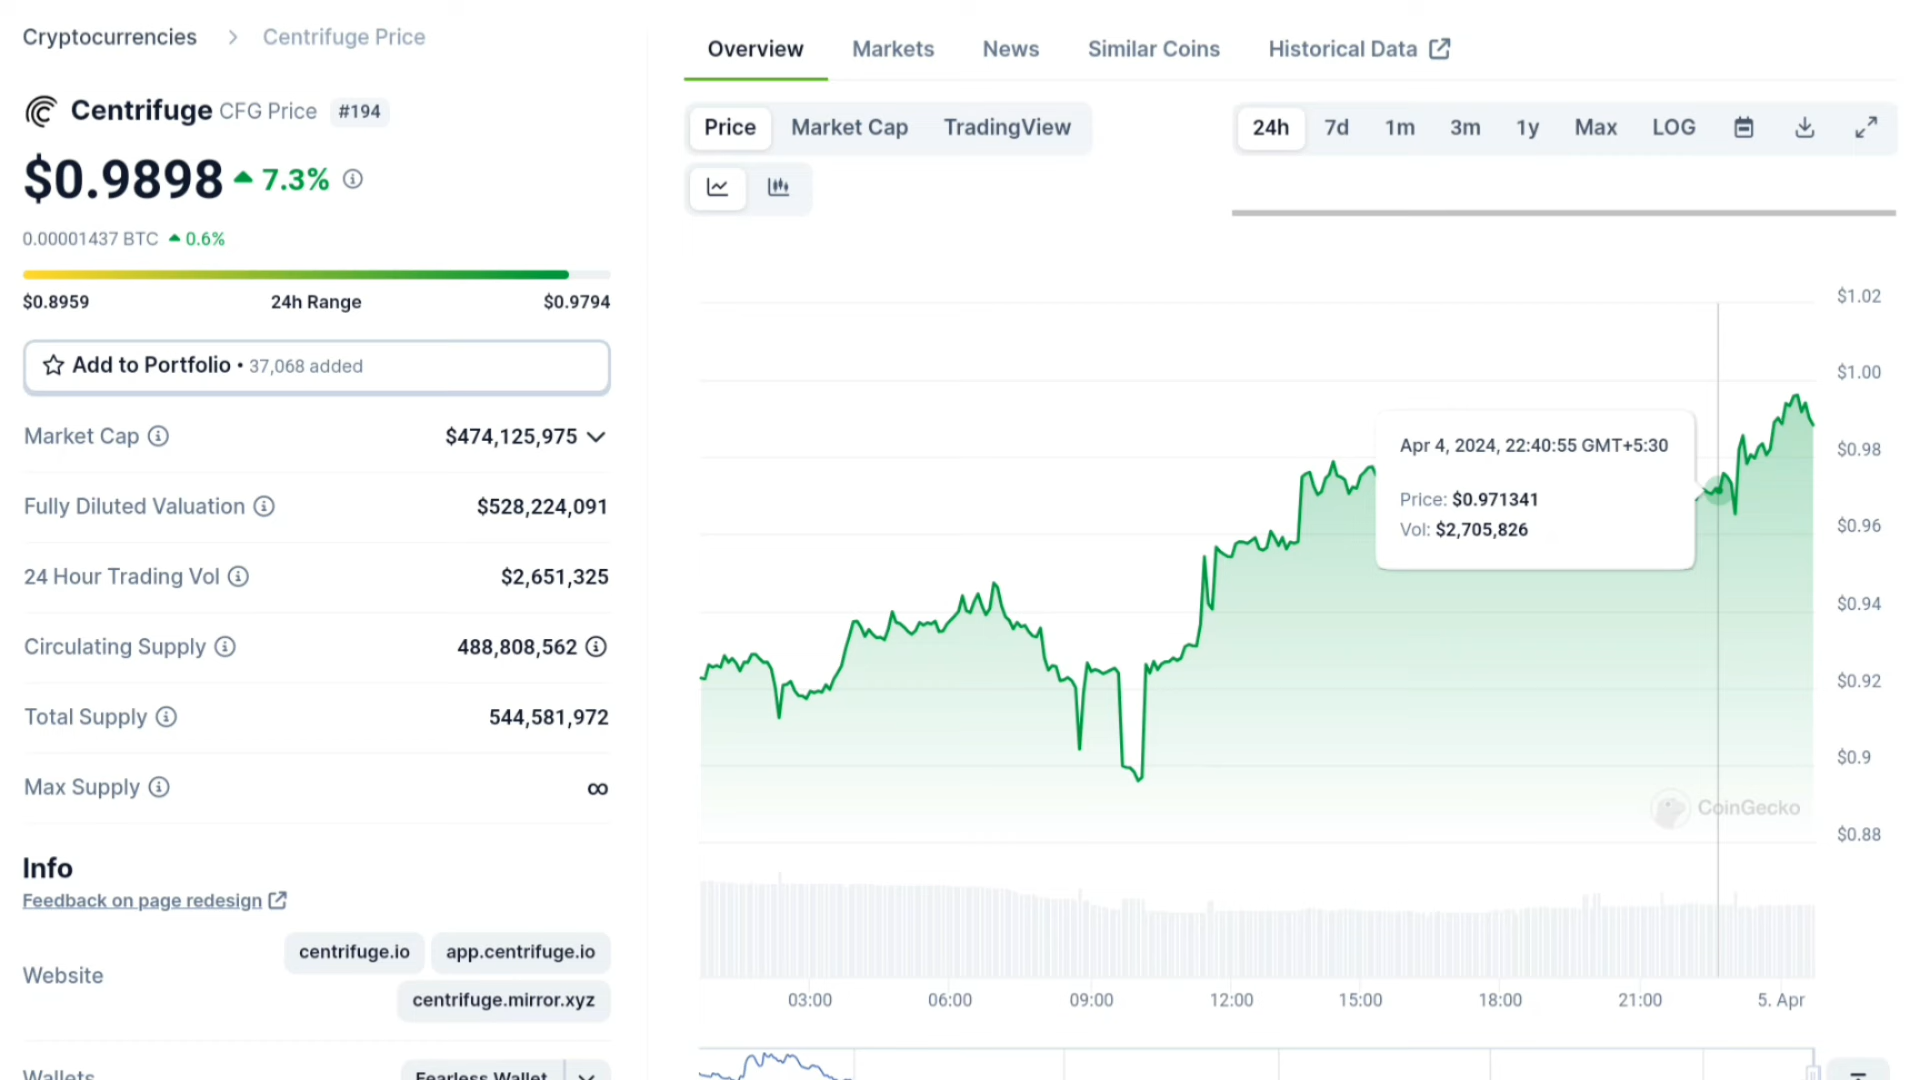 Cryptocurrencies > Centrifuge Price
Centrifuge CFG Price #194
$0.9898 7.3%
0.00001437 BTC 0.6%
$0.8959 24h Range $0.9794
Add to Portfolio • 37,068 added
Market Cap $474,125,975
Fully Diluted Valuation $528,224,091
24 Hour Trading Vol $2,651,325
Circulating Supply 488,808,562
Total Supply 544,581,972
Max Supply ∞
Info
Feedback on page redesign
Website centrifuge.io app.centrifuge.io
centrifuge.mirror.xyz
Wallets Fearless Wallet
Overview Markets News Similar Coins Historical Data
Price Market Cap TradingView 24h 7d 1m 3m 1y Max LOG
$1.02
$1.00
$0.98
$0.96
$0.94
$0.92
$0.9
$0.88
Apr 4, 2024, 22:40:55 GMT+5:30
Price: $0.971341
Vol: $2,705,826
CoinGecko
03:00 06:00 09:00 12:00 15:00 18:00 21:00 5. Apr